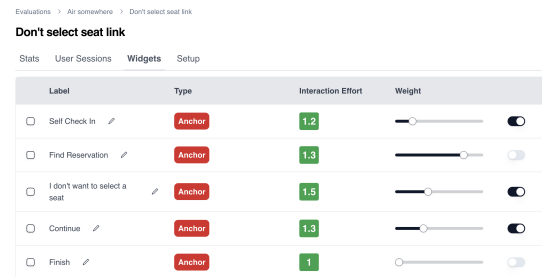 Evaluations > Air somewhere > Don't select seat link
Don't select seat link
Stats User Sessions Widgets Setup
Label Type Interaction Effort Weight
Self Check In Anchor 1.2
Find Reservation Anchor 1.3
I don't want to select a
seat Anchor 1.5
Continue Anchor 1.3
Finish Anchor 1